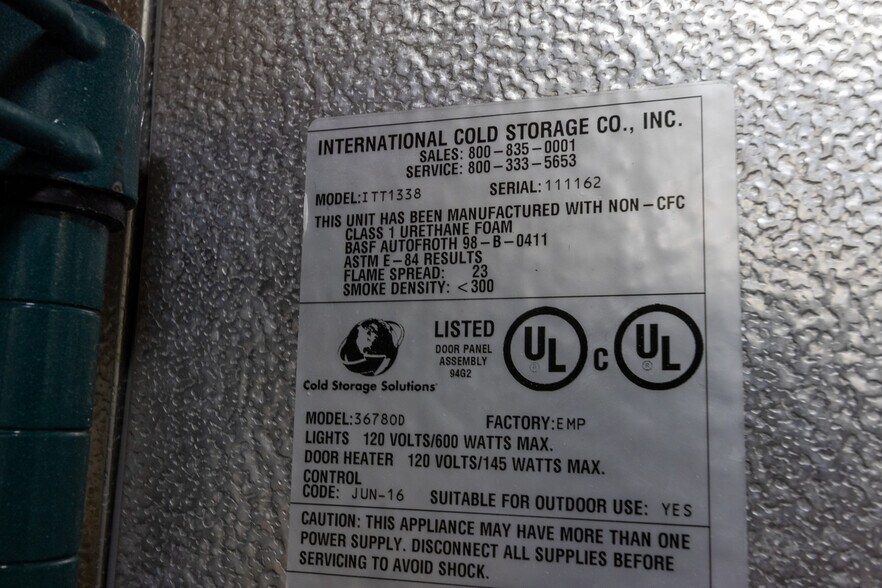 INTERNATIONAL COLD STORAGE CO., INC.
SALES: 800-835-0001
SERVICE: 800-333-5653
MODEL:ITT1338 SERIAL:111162
THIS UNIT HAS BEEN MANUFACTURED WITH NON-CFC
CLASS 1 URETHANE FOAM
BASF AUTOFROTH 98-B-0411
ASTM E-84 RESULTS
FLAME SPREAD: 23
SMOKE DENSITY: <300
Cold Storage Solutions
LISTED
DOOR PANEL
ASSEMBLY
94G2
UL ® C UL ®
MODEL:36780D FACTORY:EMP
LIGHTS 120 VOLTS/600 WATTS MAX.
DOOR HEATER 120 VOLTS/145 WATTS MAX.
CONTROL
CODE: JUN-16 SUITABLE FOR OUTDOOR USE: YES
CAUTION: THIS APPLIANCE MAY HAVE MORE THAN ONE
POWER SUPPLY. DISCONNECT ALL SUPPLIES BEFORE
SERVICING TO AVOID SHOCK.